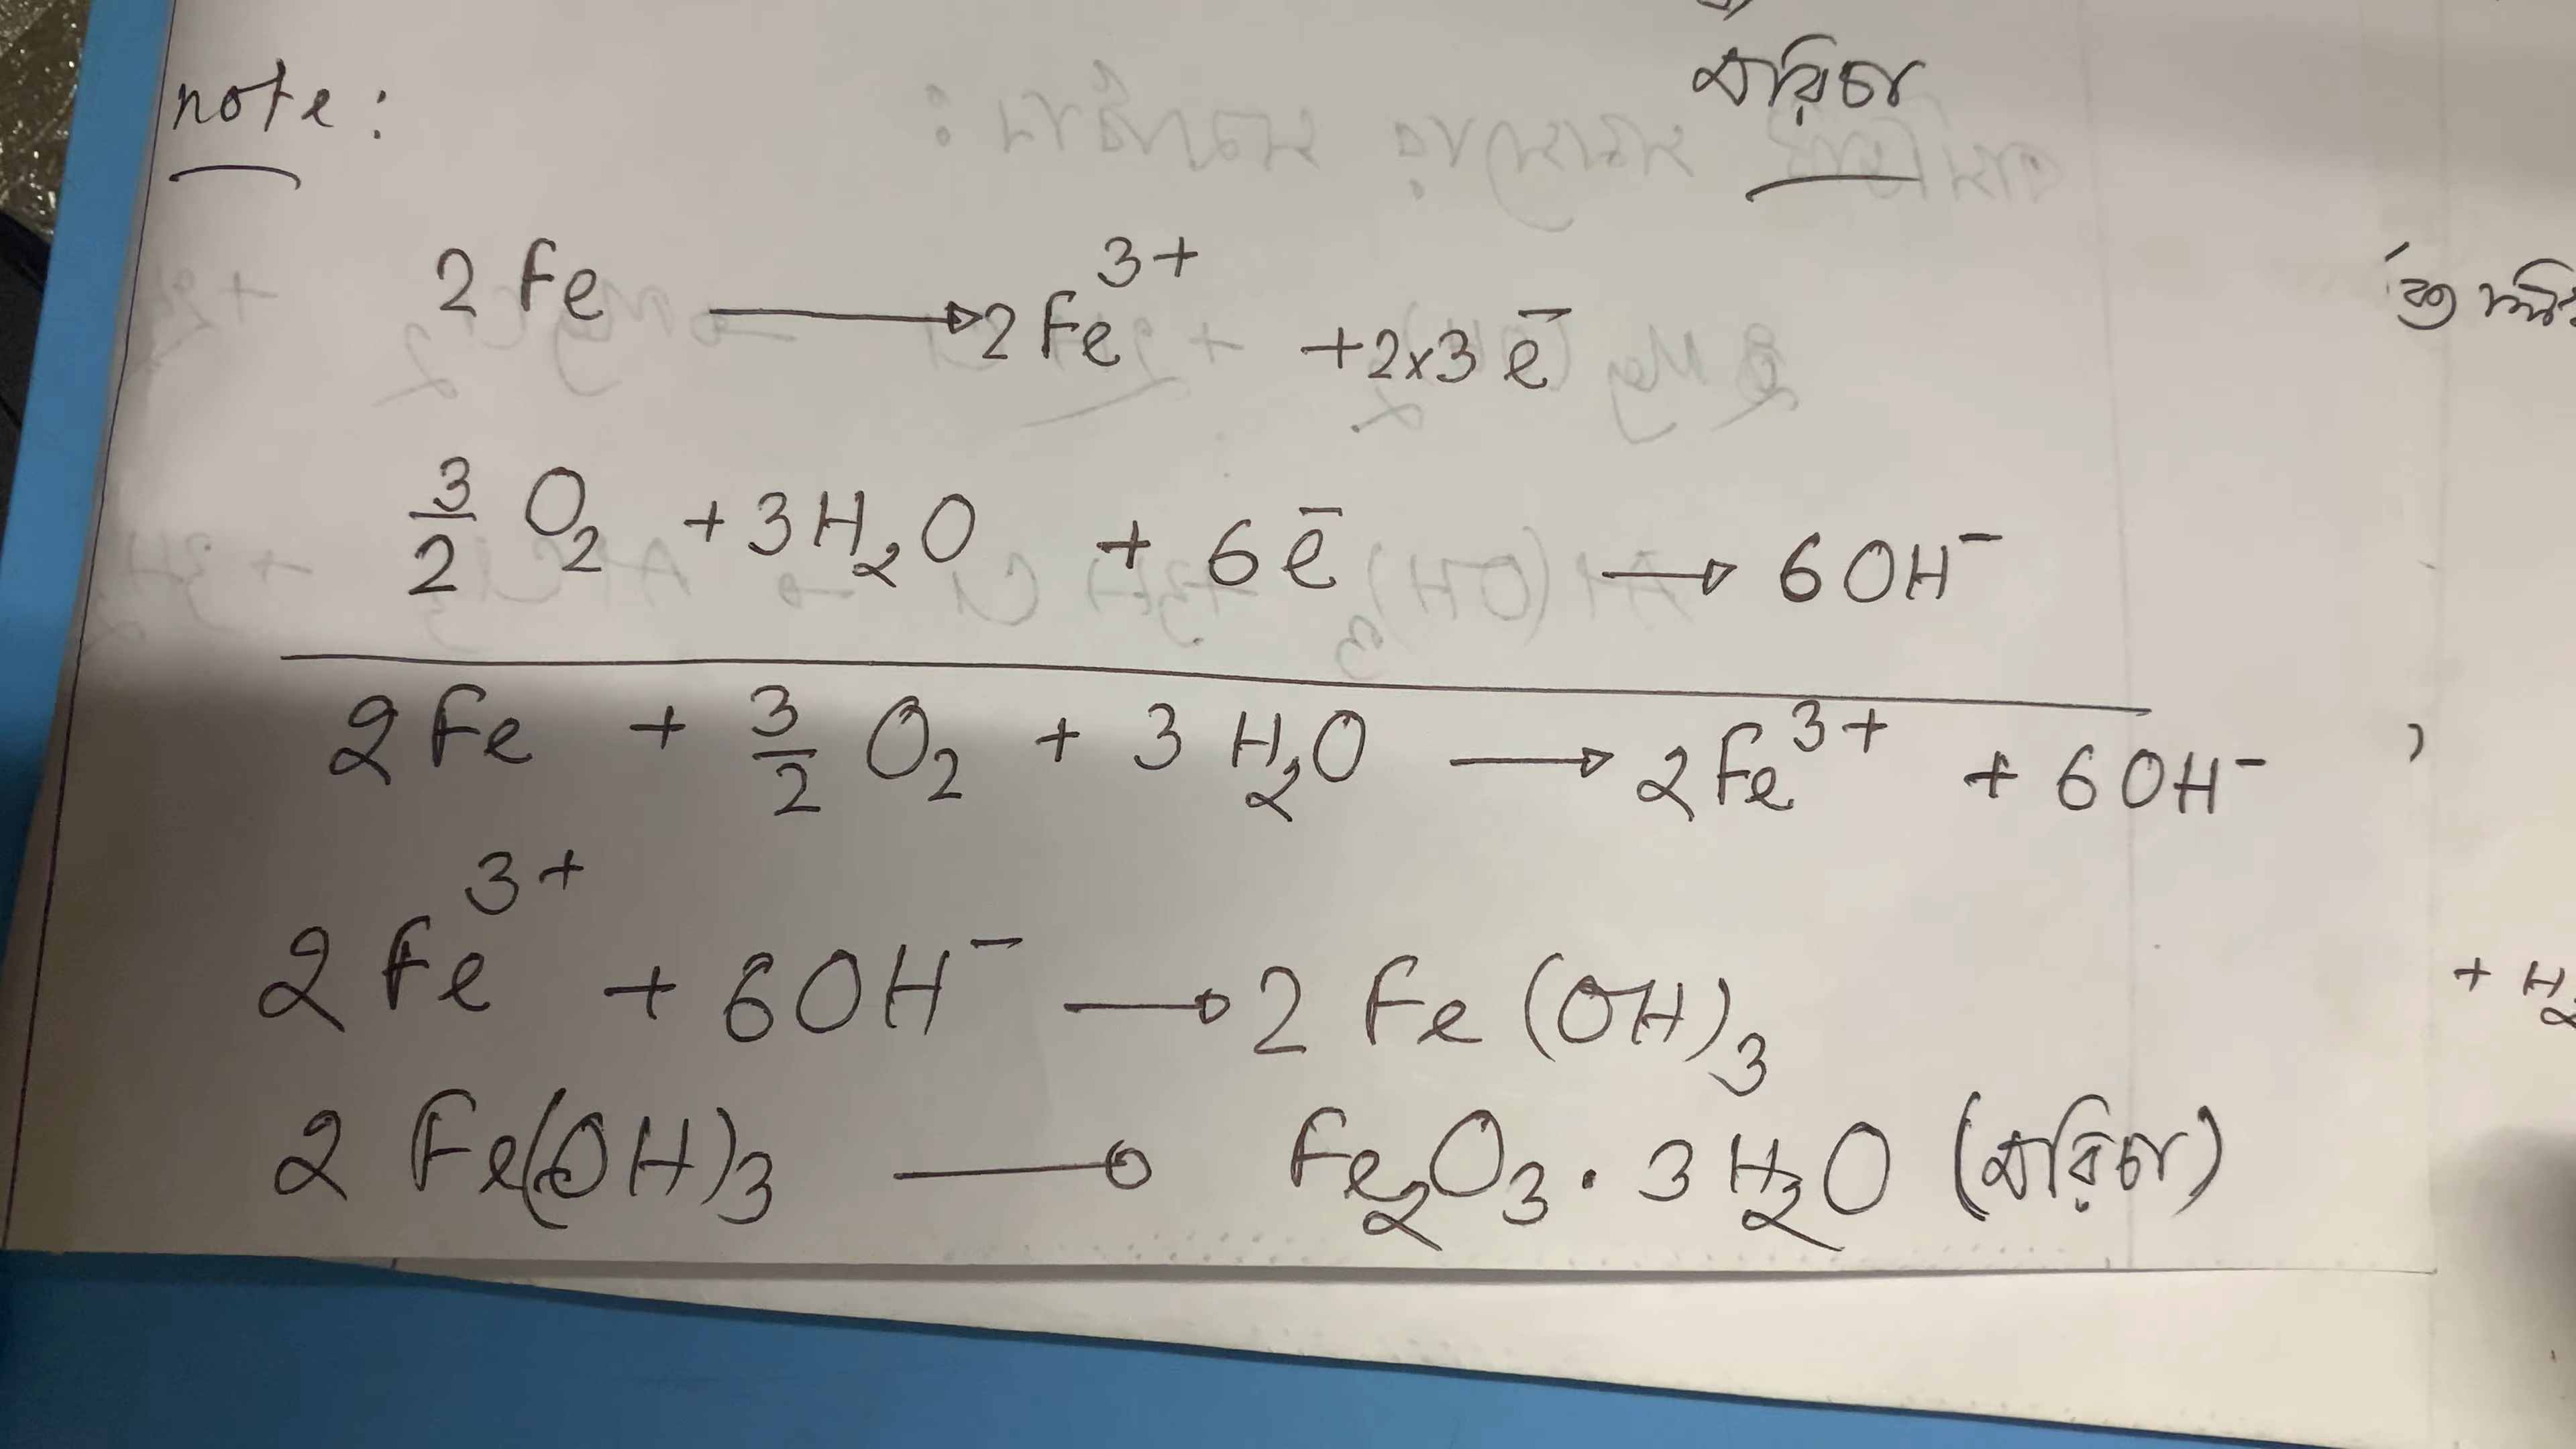 মরিচা
note:
2Fe → 2Fe³⁺ + 2×3e⁻
3/2 O₂ + 3H₂O + 6e⁻ → 6OH⁻
2Fe + 3/2 O₂ + 3H₂O → 2Fe³⁺ + 6OH⁻
2Fe³⁺ + 6OH⁻ → 2Fe(OH)₃
+ H₂
2Fe(OH)₃ → Fe₂O₃·3H₂O (মরিচা)